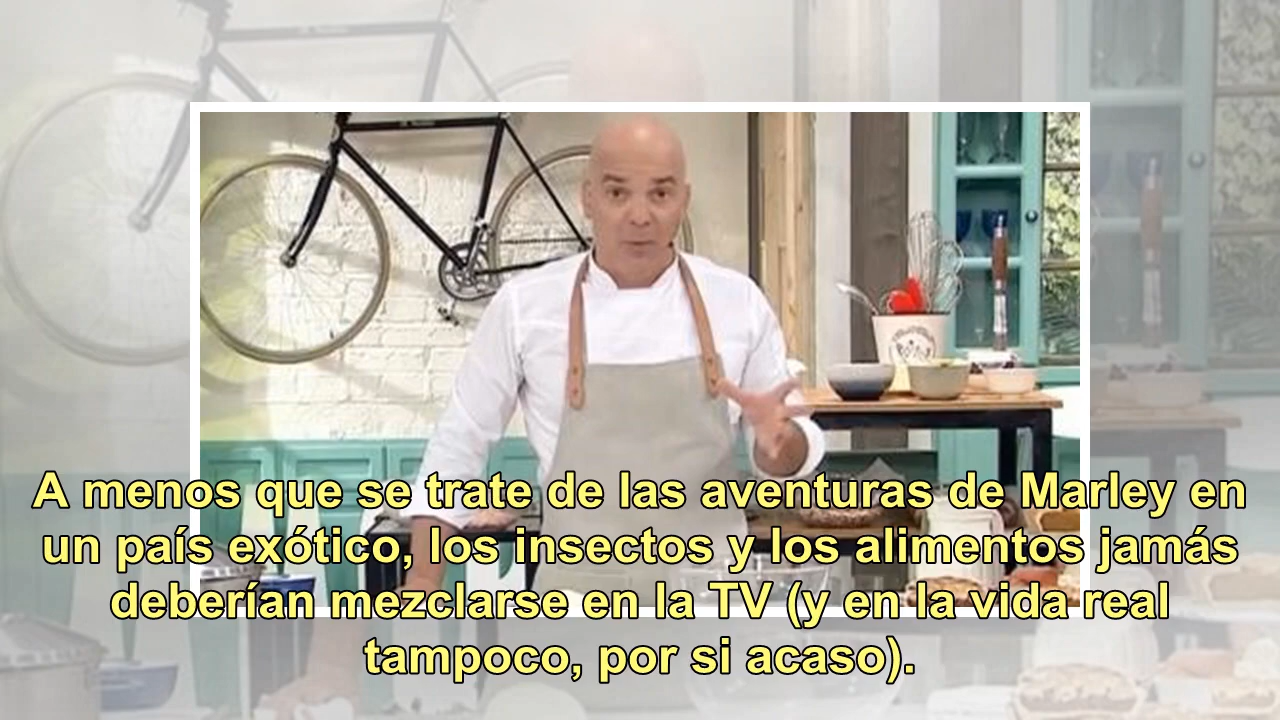 A menos que se trate de las aventuras de Marley en
un país exótico, los insectos y los alimentos jamás
deberían mezclarse en la TV (y en la vida real
tampoco, por si acaso).